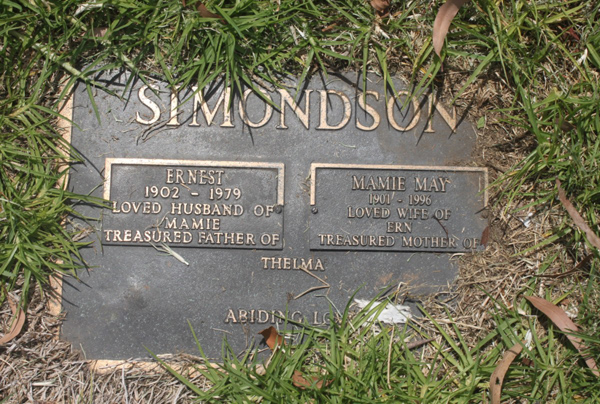 SIMONDSON
ERNEST
1902 - 1979
LOVED HUSBAND OF
MAMIE
TREASURED FATHER OF
MAMIE MAY
1901 - 1996
LOVED WIFE OF
ERN
TREASURED MOTHER OF
THELMA
ABIDING